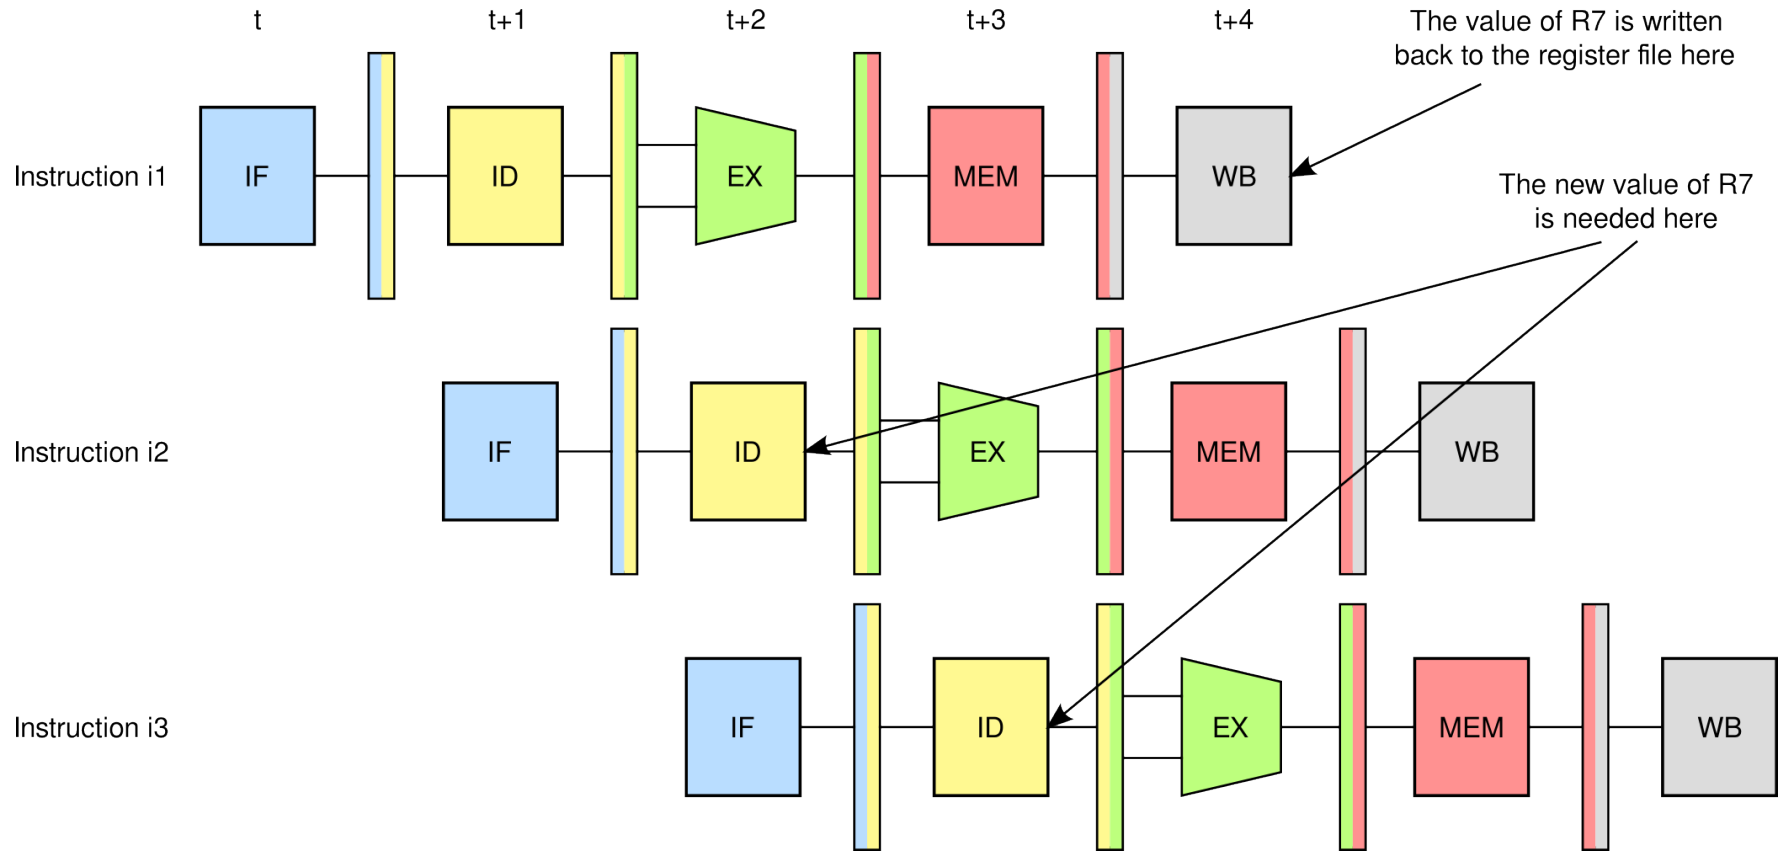 t
t+1
t+2
t+3
t+4
The value of R7 is written
back to the register file here
Instruction i1
IF
ID
EX
MEM
WB
The new value of R7
is needed here
Instruction i2
IF
ID
EX
MEM
WB
Instruction i3
IF
ID
EX
MEM
WB